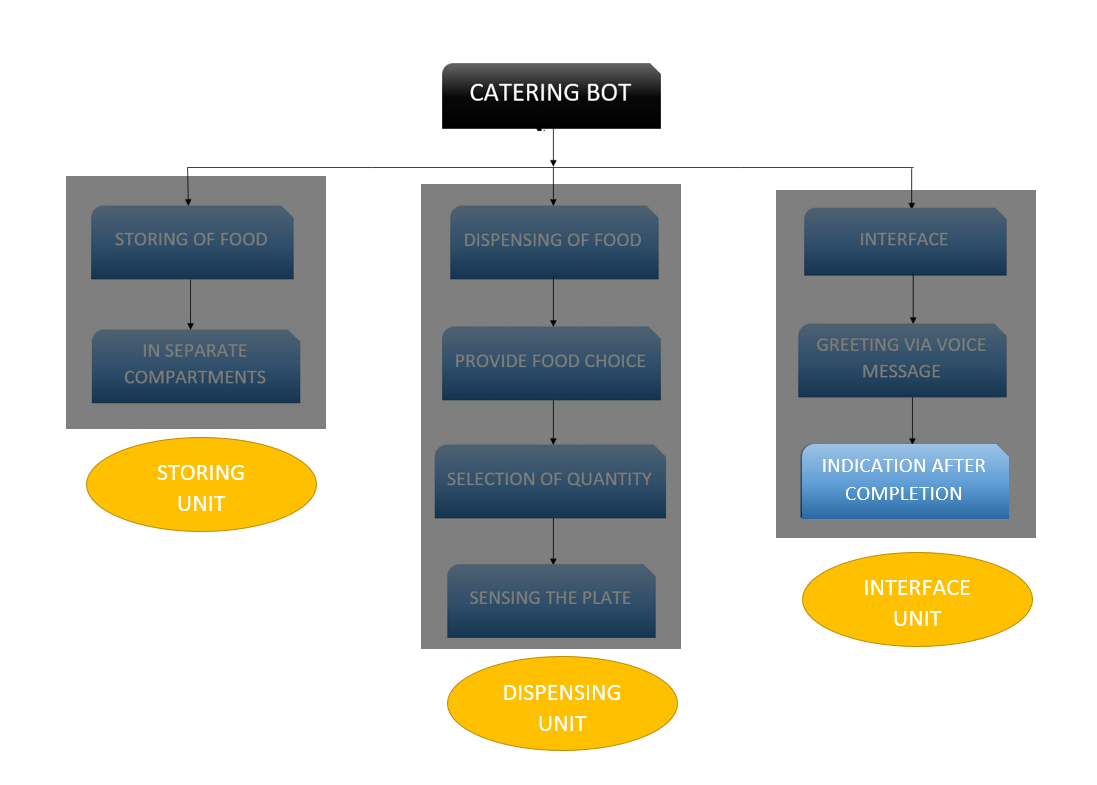 CATERING BOT
STORING OF FOOD
IN SEPARATE
COMPARTMENTS
STORING
UNIT
DISPENSING OF FOOD
PROVIDE FOOD CHOICE
SELECTION OF QUANTITY
SENSING THE PLATE
DISPENSING
UNIT
INTERFACE
GREETING VIA VOICE
MESSAGE
INDICATION AFTER
COMPLETION
INTERFACE
UNIT